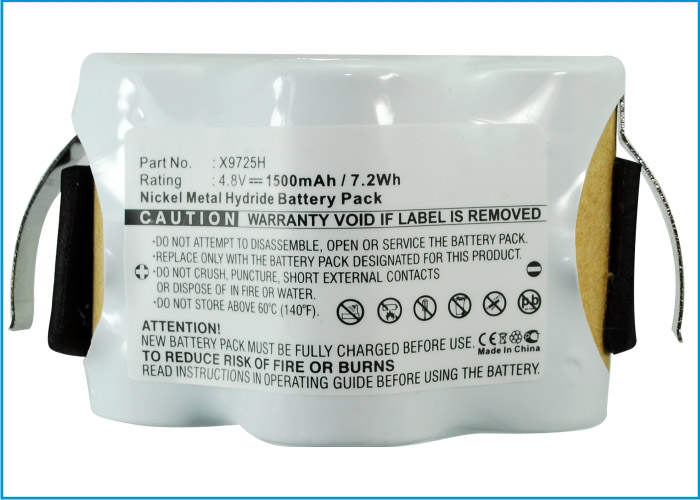 Part No. : X9725H
Rating : 4.8V⎓ 1500mAh / 7.2Wh
Nickel Metal Hydride Battery Pack
CAUTION WARRANTY VOID IF LABEL IS REMOVED
•DO NOT ATTEMPT TO DISASSEMBLE, OPEN OR SERVICE THE BATTERY PACK.
•REPLACE ONLY WITH THE BATTERY PACK DESIGNATED FOR THIS PRODUCT.
•DO NOT CRUSH, PUNCTURE, SHORT EXTERNAL CONTACTS
OR DISPOSE OF IN FIRE OR WATER.
•DO NOT STORE ABOVE 60°C (140°F).
ATTENTION!
NEW BATTERY PACK MUST BE FULLY CHARGED BEFORE USE.
TO REDUCE RISK OF FIRE OR BURNS
READ INSTRUCTIONS IN OPERATING GUIDE BEFORE USING THE BATTERY.
Pb
CE
Made in China